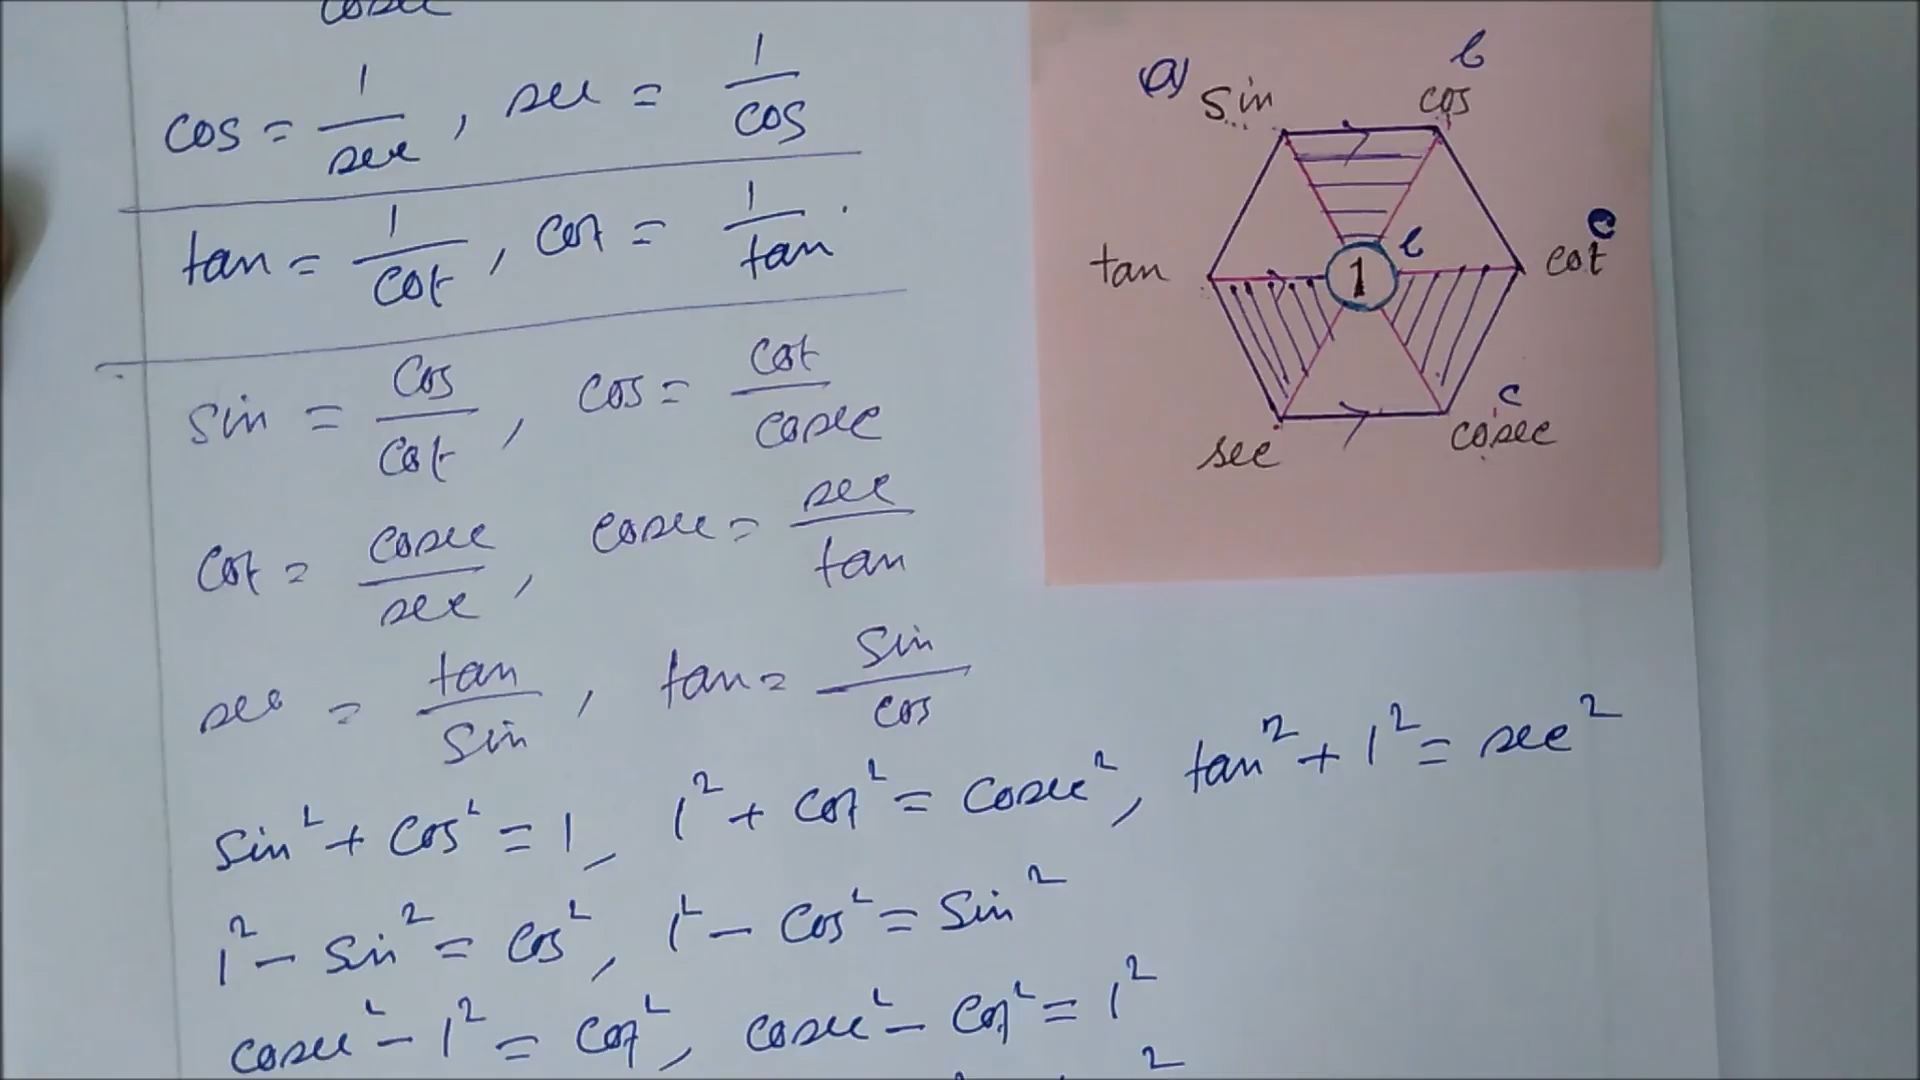 cosec
cos = 1/sec , sec = 1/cos
tan = 1/cot , cot = 1/tan .
sin = cos/cot , cos = cot/cosec
cot = cosec/sec , cosec = sec/tan
sec = tan/sin , tan = sin/cos
sin² + cos² = 1 , 1² + cot² = cosec² , tan² + 1² = sec²
1² - sin² = cos² , 1² - cos² = sin²
cosec² - 1² = cot² , cosec² - cot² = 1²
a) b
sin cos
tan 1 b cot c
c
sec cosec